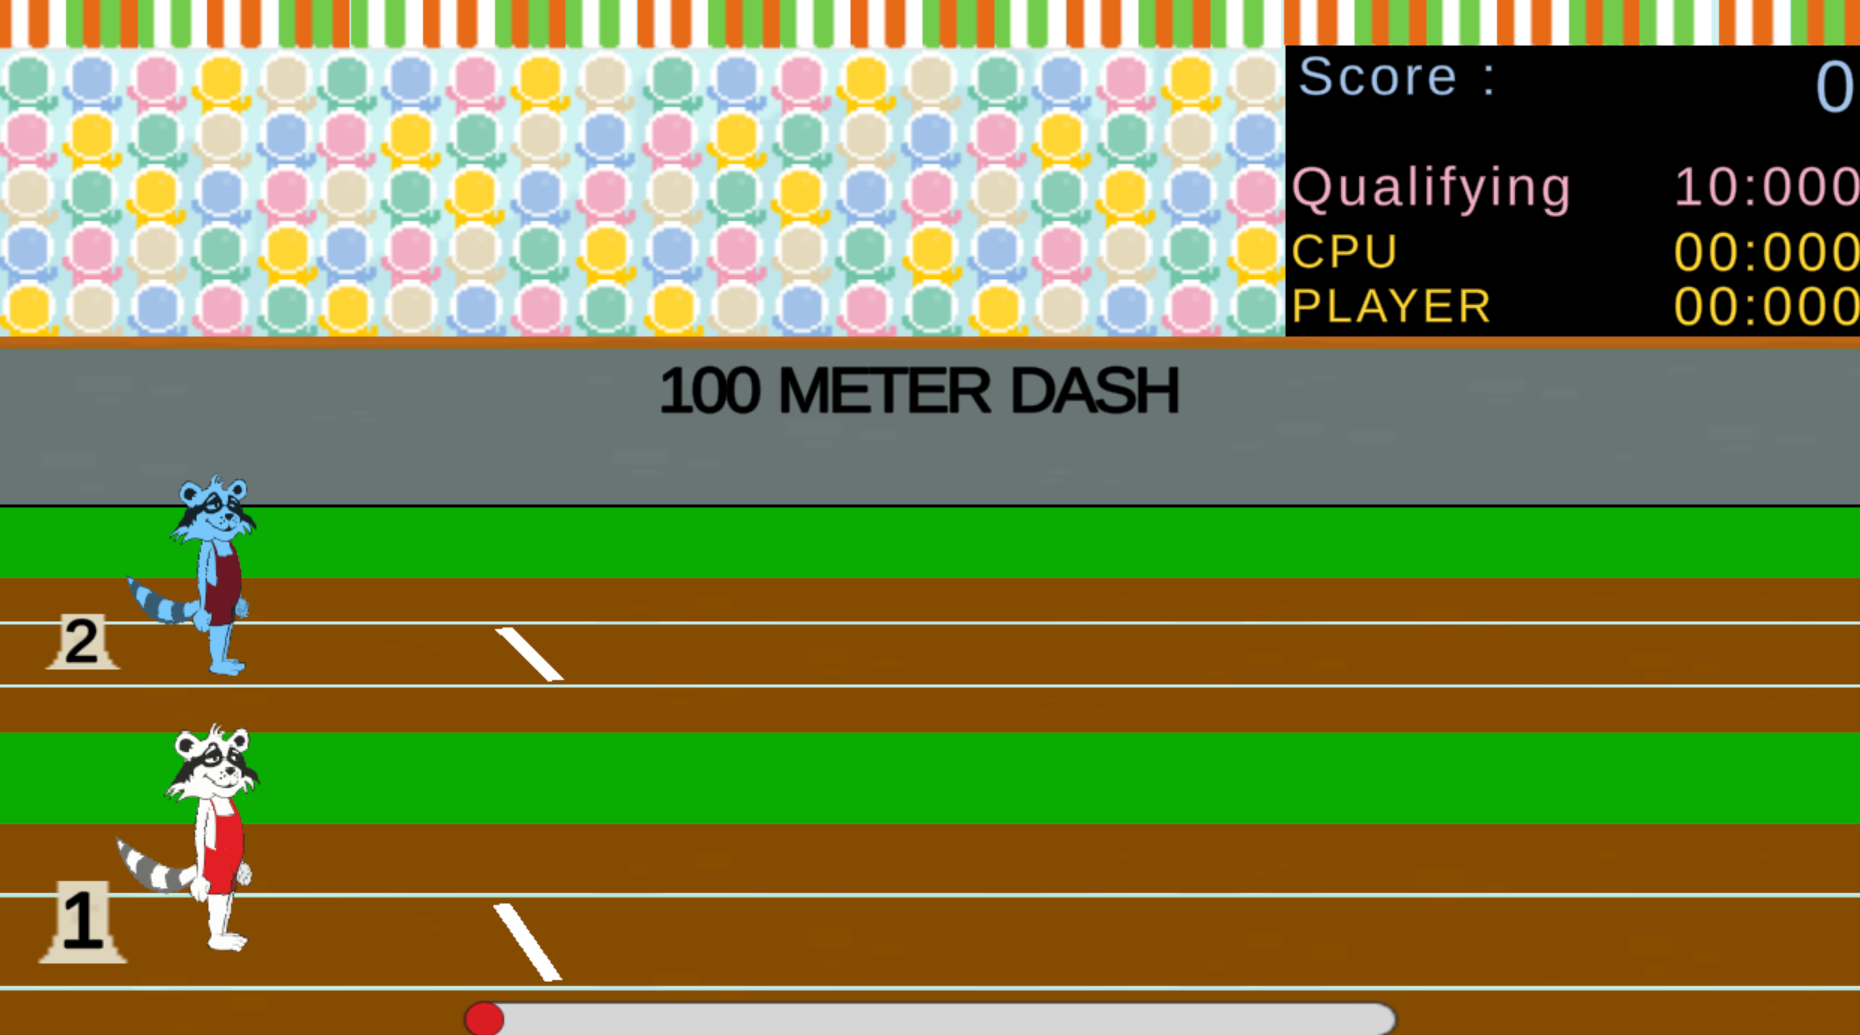 Score : 0
Qualifying 10:000
CPU 00:000
PLAYER 00:000
100 METER DASH
2
1